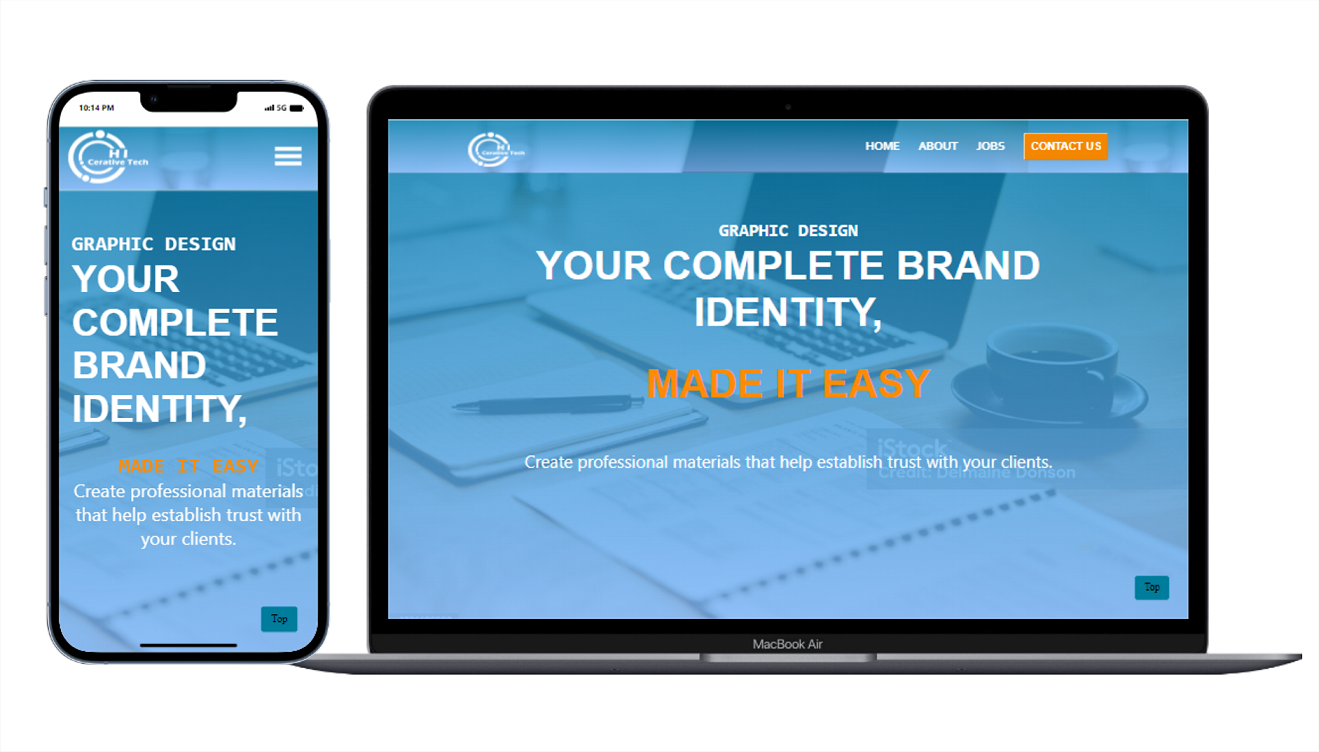 10:14 PM
5G
H I
Cerative Tech
GRAPHIC DESIGN
YOUR
COMPLETE
BRAND
IDENTITY,
MADE IT EASY
iSto
Create professional materials
that help establish trust with
your clients.
Top
H I
Cerative Tech
HOME ABOUT JOBS CONTACT US
GRAPHIC DESIGN
YOUR COMPLETE BRAND
IDENTITY,
MADE IT EASY
iStock
Create professional materials that help establish trust with your clients.
Credit: Delmaine Donson
Top
MacBook Air